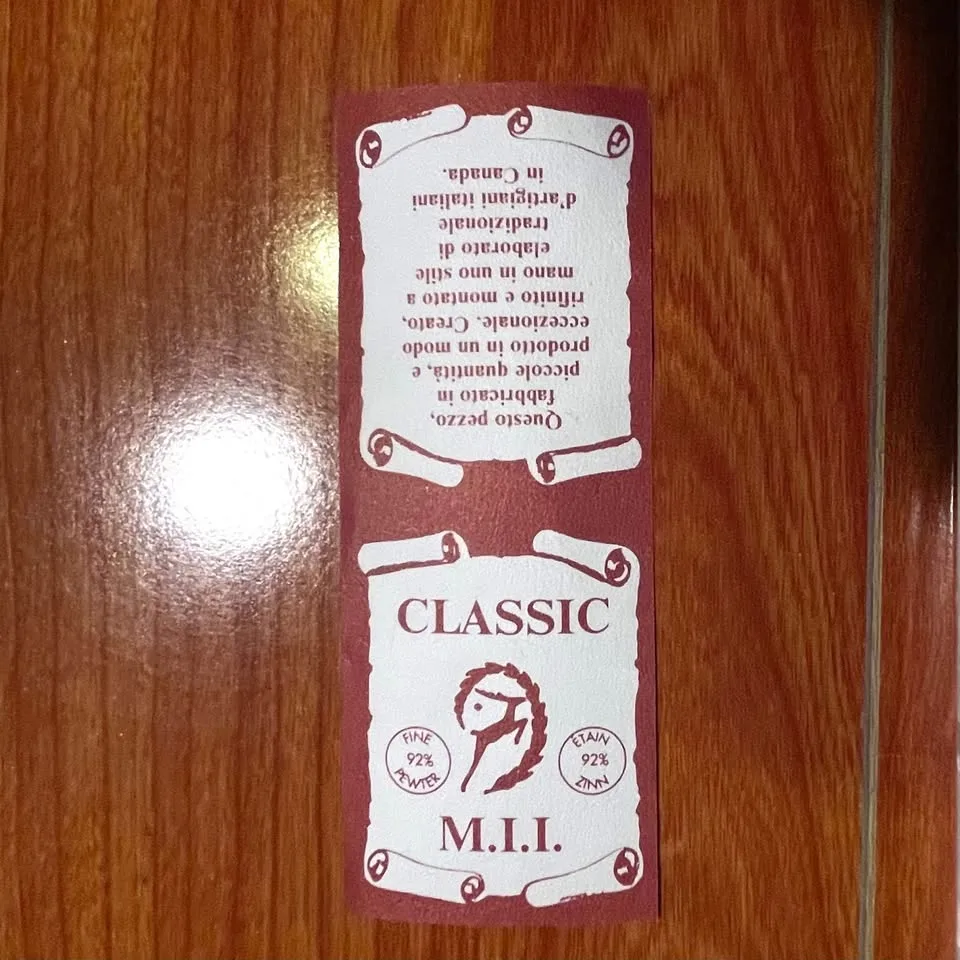 Questo pezzo,
fabbricato in
piccole quantità, e
prodotto in un modo
eccezionale. Creato,
rifinito e montato a
mano in uno stile
elaborato di
tradizionale
d'artigiani italiani
in Canada.
CLASSIC
FINE
92%
PEWTER
ETAIN
92%
ZINN
M.I.I.